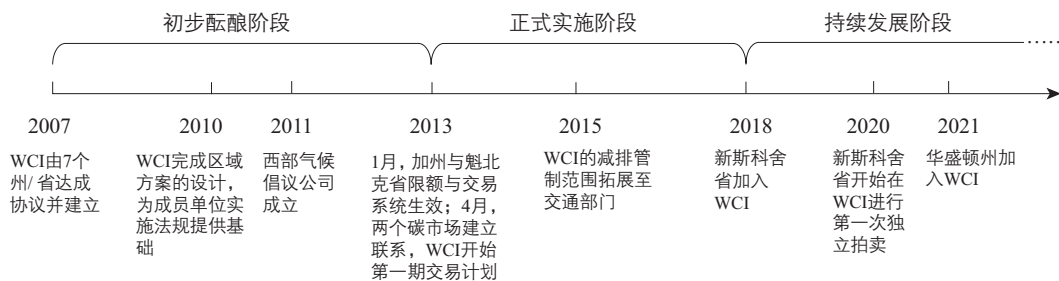 初步酝酿阶段
正式实施阶段
持续发展阶段
……
2007
2010
2011
2013
2015
2018
2020
2021
WCI由7个
州/省达成
协议并建立
WCI完成区域
方案的设计，
为成员单位实
施法规提供基
础
西部气候
倡议公司
成立
1月，加州与魁北
克省限额与交易
系统生效；4月，
两个碳市场建立
联系，WCI开始
第一期交易计划
WCI的减排管
制范围拓展至
交通部门
新斯科舍
省加入
WCI
新斯科舍
省开始在
WCI进行
第一次独
立拍卖
华盛顿州加
入WCI